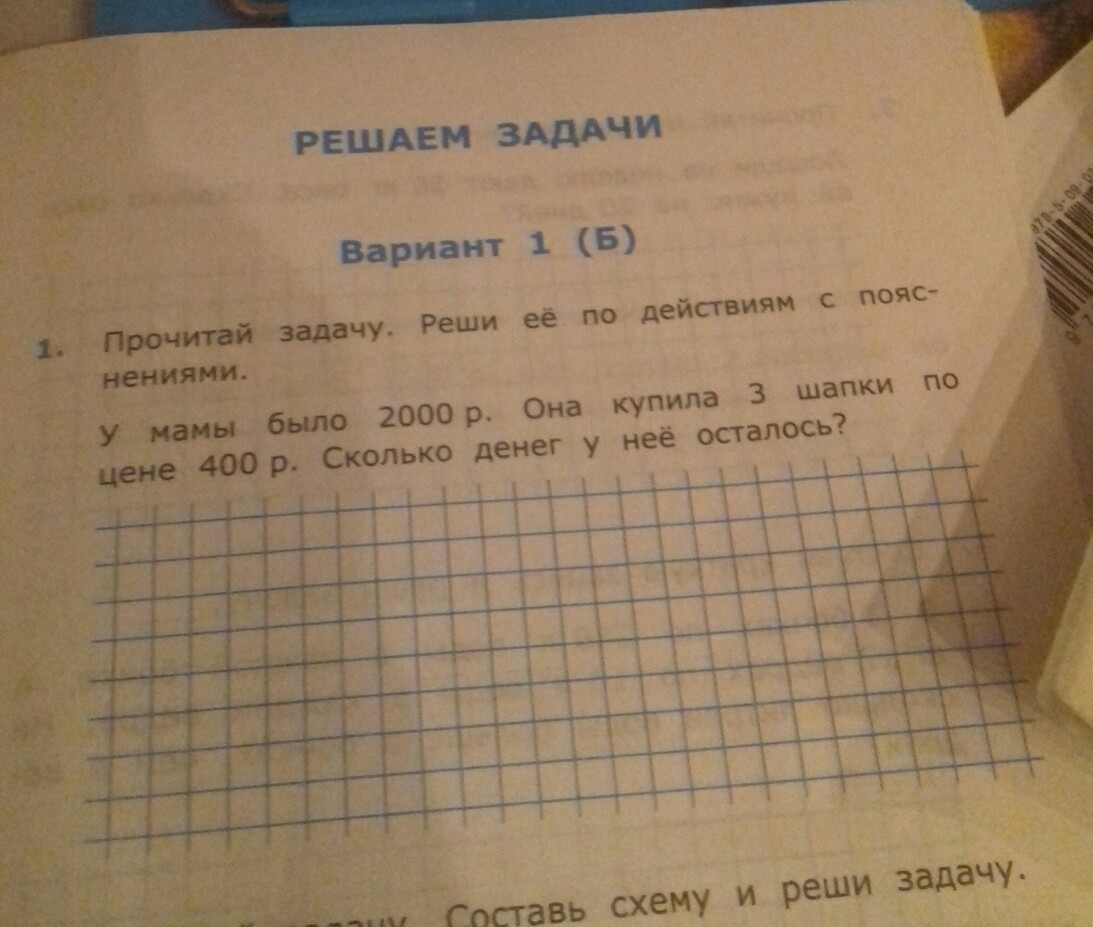 РЕШАЕМ ЗАДАЧИ
Вариант 1 (Б)
1. Прочитай задачу. Реши её по действиям с пояс-
нениями.
У мамы было 2000 р. Она купила 3 шапки по
цене 400 р. Сколько денег у неё осталось?
Составь схему и реши задачу.